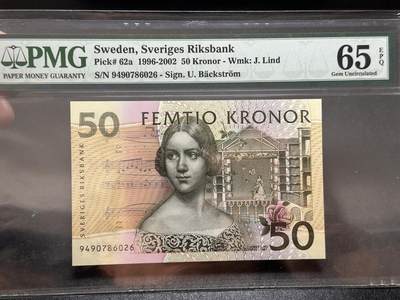 PMG
PAPER MONEY GUARANTY
Sweden, Sveriges Riksbank
Pick# 62a 1996-2002 50 Kronor - Wmk: J. Lind
S/N 9490786026 - Sign. U. Bäckström
65 EPQ
Gem Uncirculated
50
FEMTIO KRONOR
SVERIGES RIKSBANK
9490786026
50